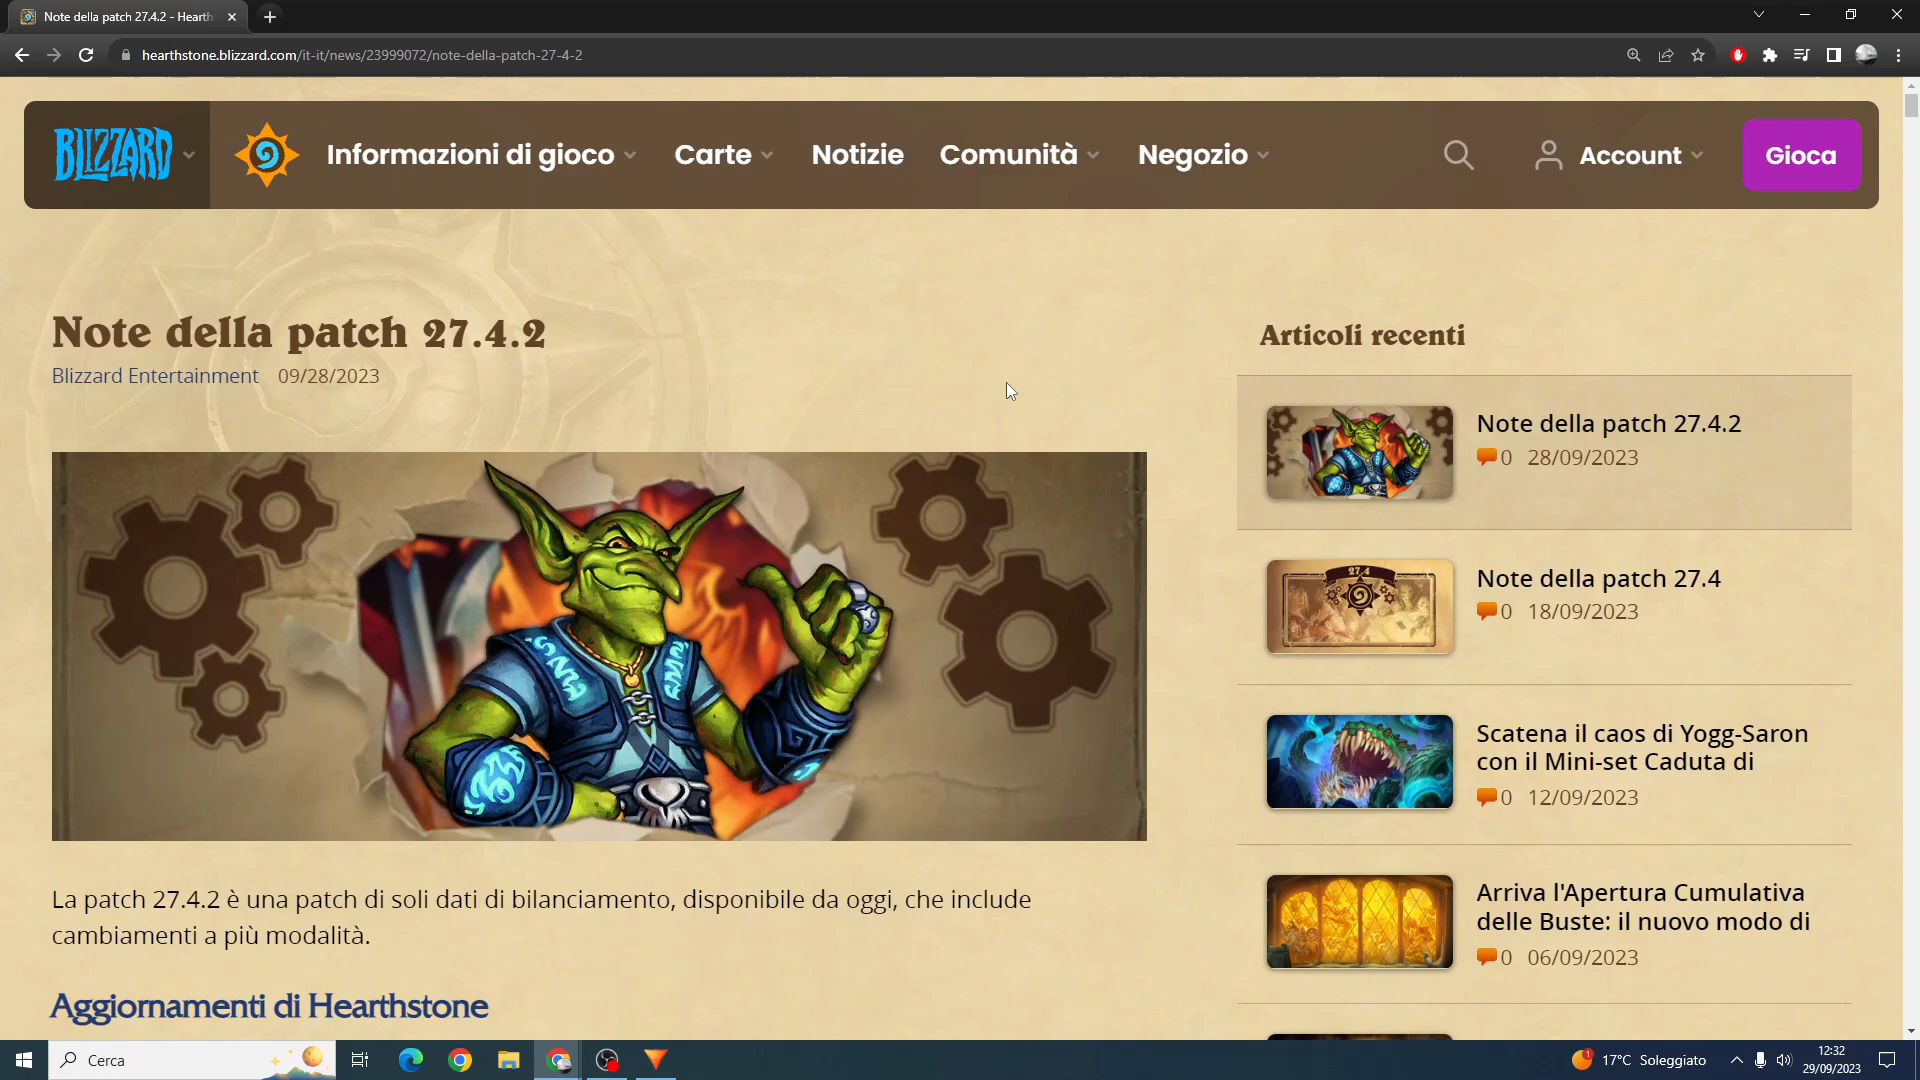 Note della patch 27.4.2 - Hearth
hearthstone.blizzard.com/it-it/news/23999072/note-della-patch-27-4-2
BLIZZARD
Informazioni di gioco
Carte
Notizie
Comunità
Negozio
Account
Gioca
Note della patch 27.4.2
Blizzard Entertainment 09/28/2023
La patch 27.4.2 è una patch di soli dati di bilanciamento, disponibile da oggi, che include
cambiamenti a più modalità.
Aggiornamenti di Hearthstone
Articoli recenti
Note della patch 27.4.2
0 28/09/2023
27.4
Note della patch 27.4
0 18/09/2023
Scatena il caos di Yogg-Saron
con il Mini-set Caduta di
0 12/09/2023
Arriva l'Apertura Cumulativa
delle Buste: il nuovo modo di
0 06/09/2023
Cerca
1
17°C Soleggiato
12:32
29/09/2023